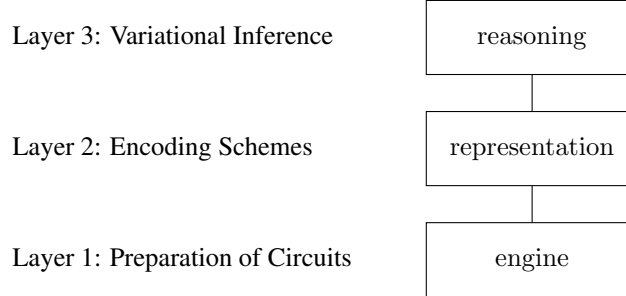 Layer 3: Variational Inference
reasoning
Layer 2: Encoding Schemes
representation
Layer 1: Preparation of Circuits
engine